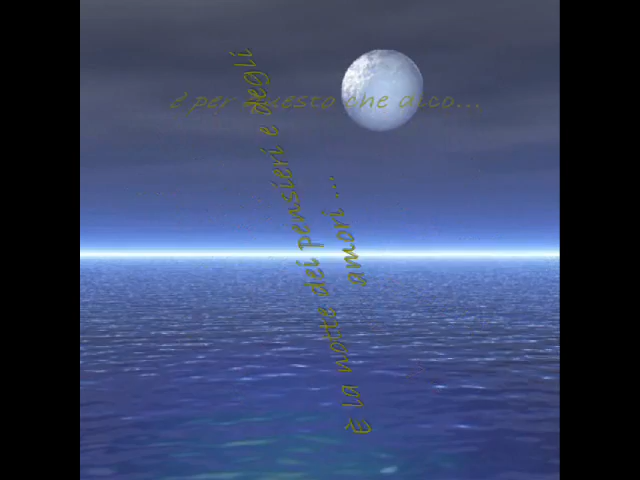 è per questo che dico...
È la notte dei pensieri e degli
amori ....